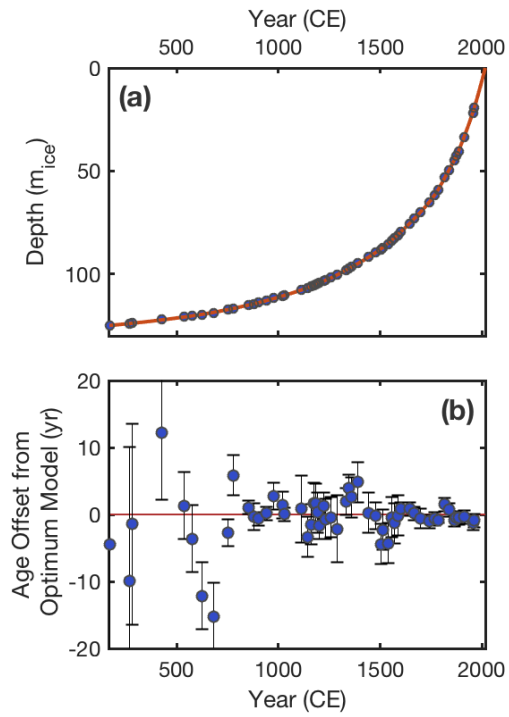 Year (CE)
500 1000 1500 2000
0
(a)
50
100
Depth (m_ice)
20
(b)
10
0
-10
-20
Age Offset from
Optimum Model (yr)
500 1000 1500 2000
Year (CE)